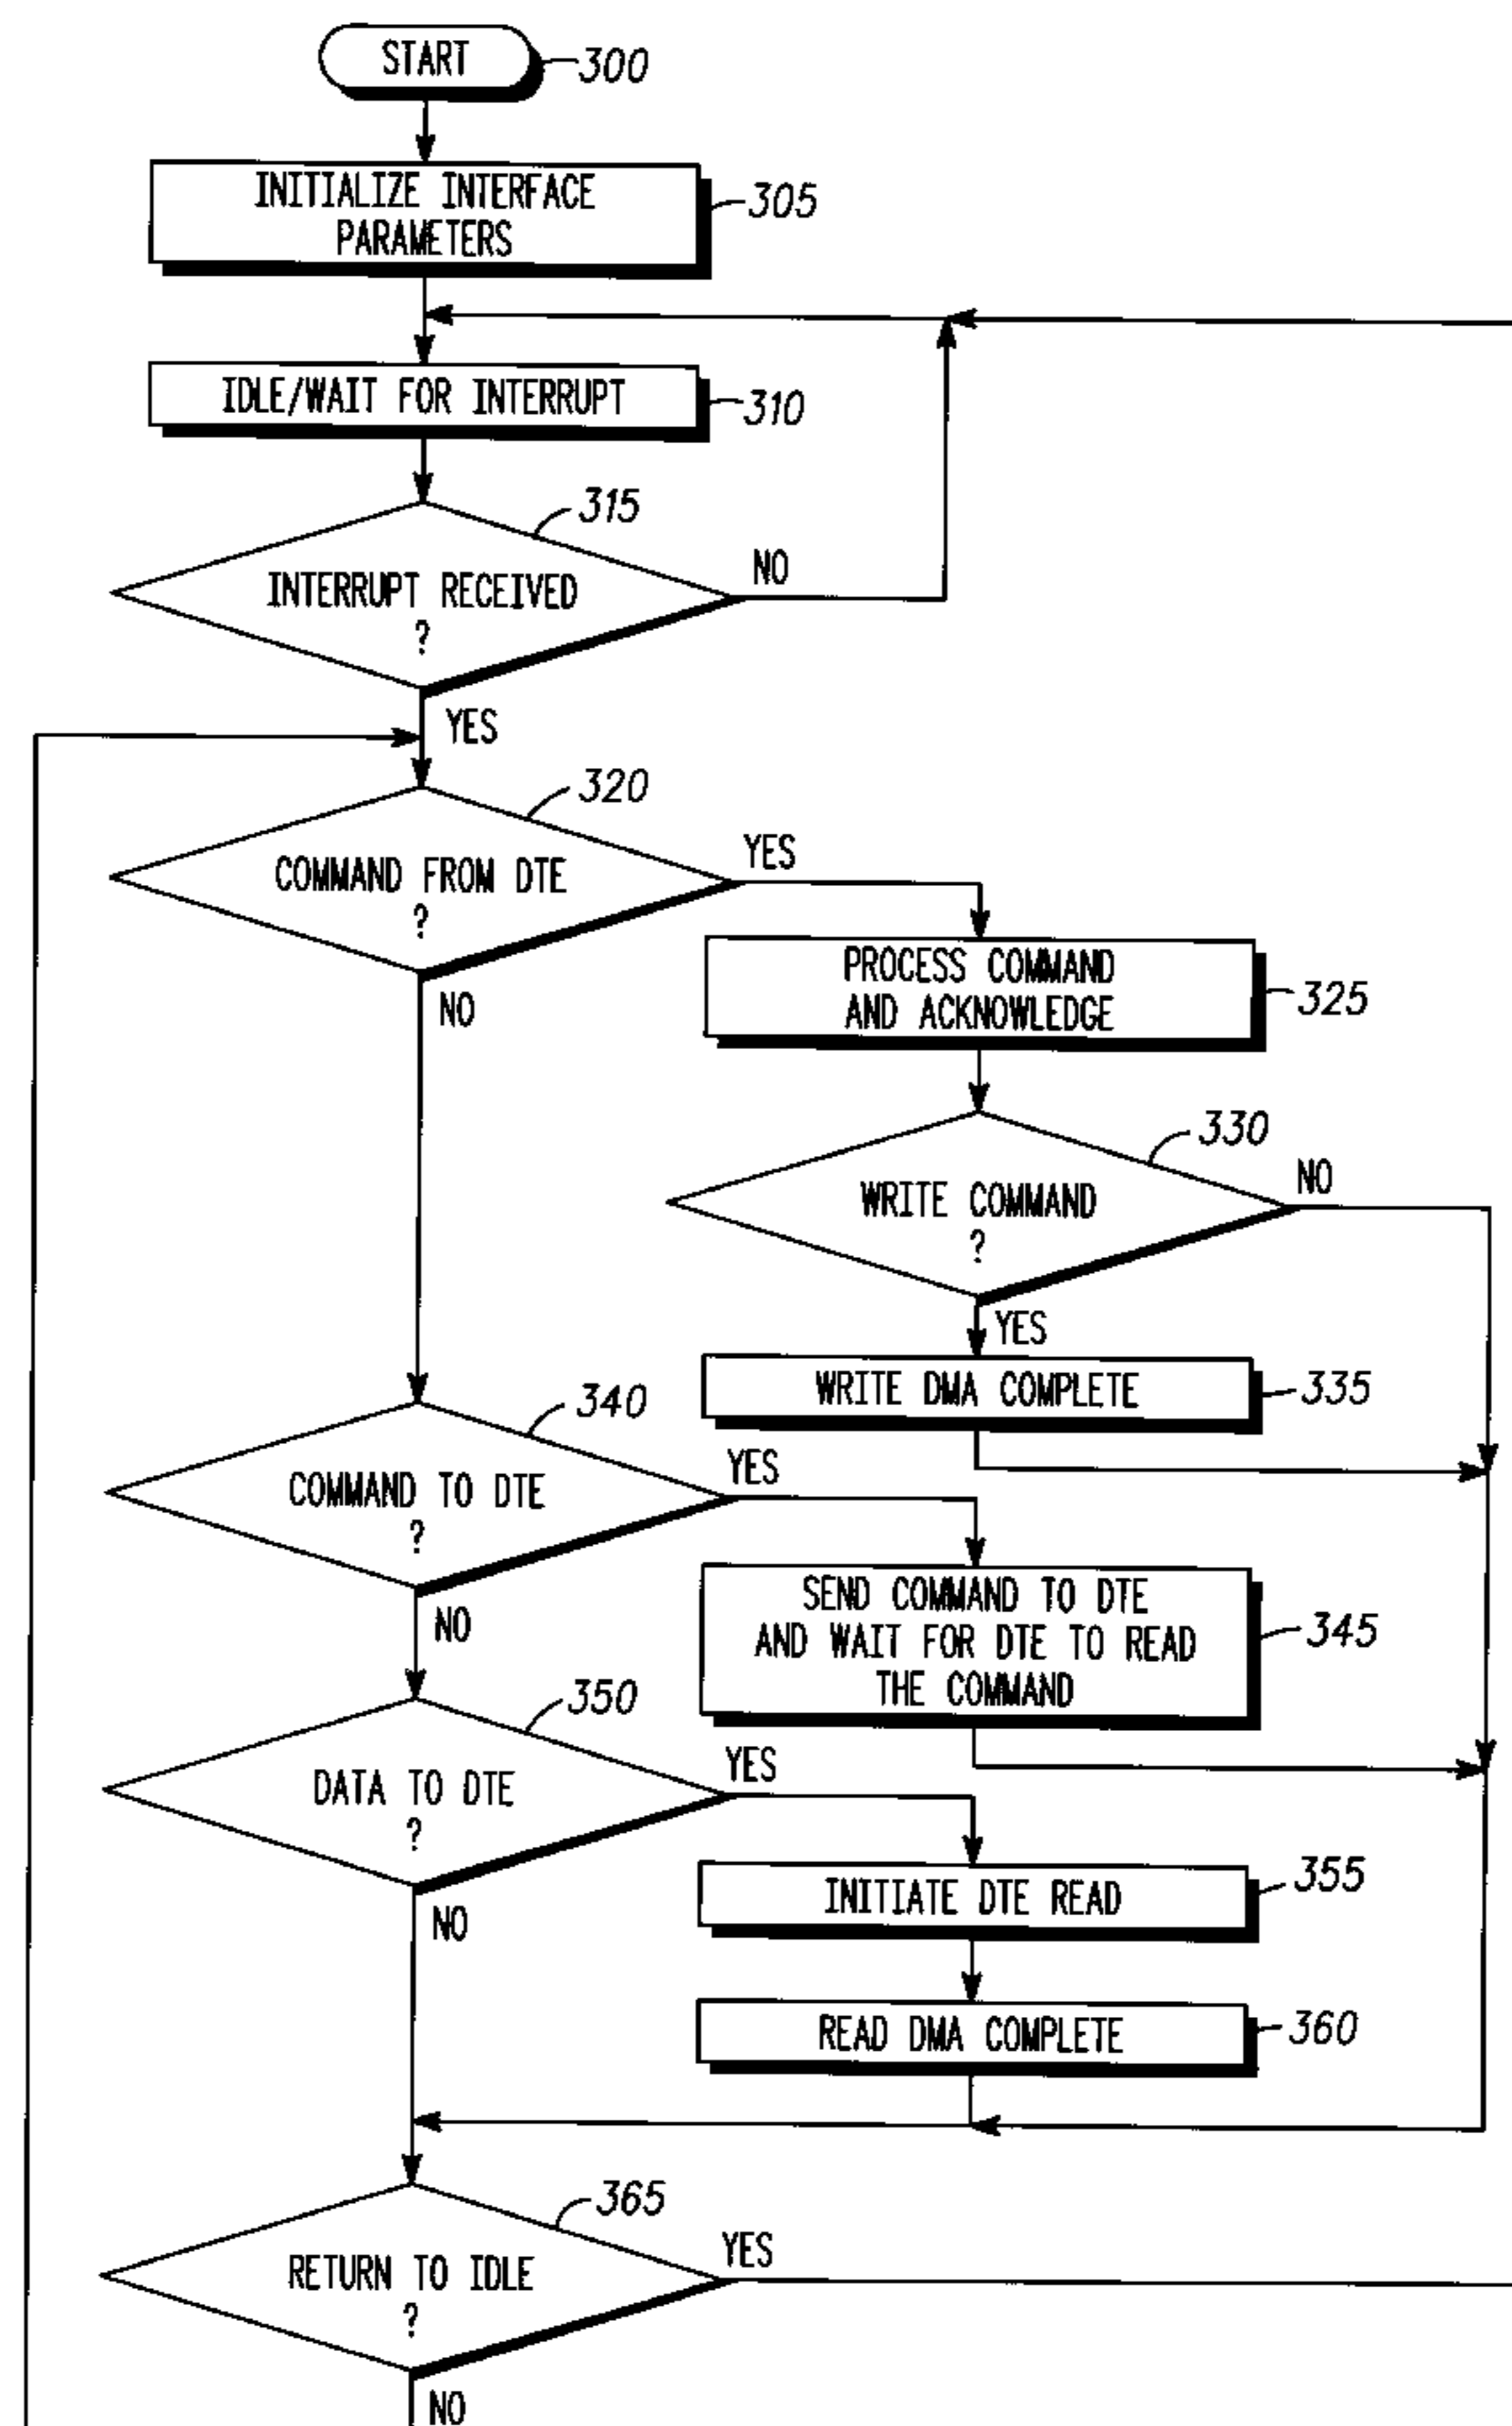 START
300
INITIALIZE INTERFACE
PARAMETERS
305
IDLE/WAIT FOR INTERRUPT
310
315
INTERRUPT RECEIVED
?
NO
YES
320
COMMAND FROM DTE
?
YES
NO
PROCESS COMMAND
AND ACKNOWLEDGE
325
330
WRITE COMMAND
?
NO
YES
WRITE DMA COMPLETE
335
340
COMMAND TO DTE
?
YES
NO
SEND COMMAND TO DTE
AND WAIT FOR DTE TO READ
THE COMMAND
345
350
DATA TO DTE
?
YES
NO
INITIATE DTE READ
355
READ DMA COMPLETE
360
365
RETURN TO IDLE
?
YES
NO